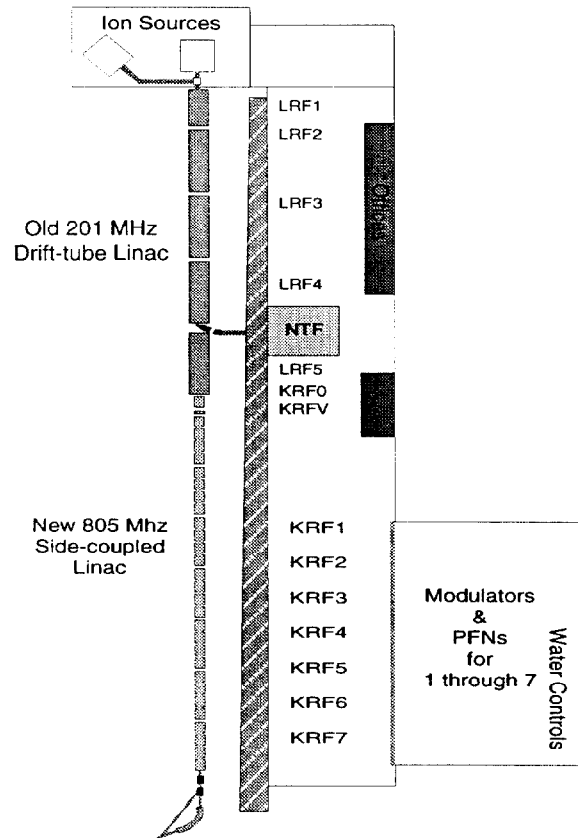 Ion Sources
LRF1
LRF2
LRF3
Old 201 MHz
Drift-tube Linac
LRF4
NTF
LRF5
KRF0
KRFV
New 805 Mhz
Side-coupled
Linac
KRF1
KRF2
KRF3
KRF4
KRF5
KRF6
KRF7
Modulators
&
PFNs
for
1 through 7
Water Controls